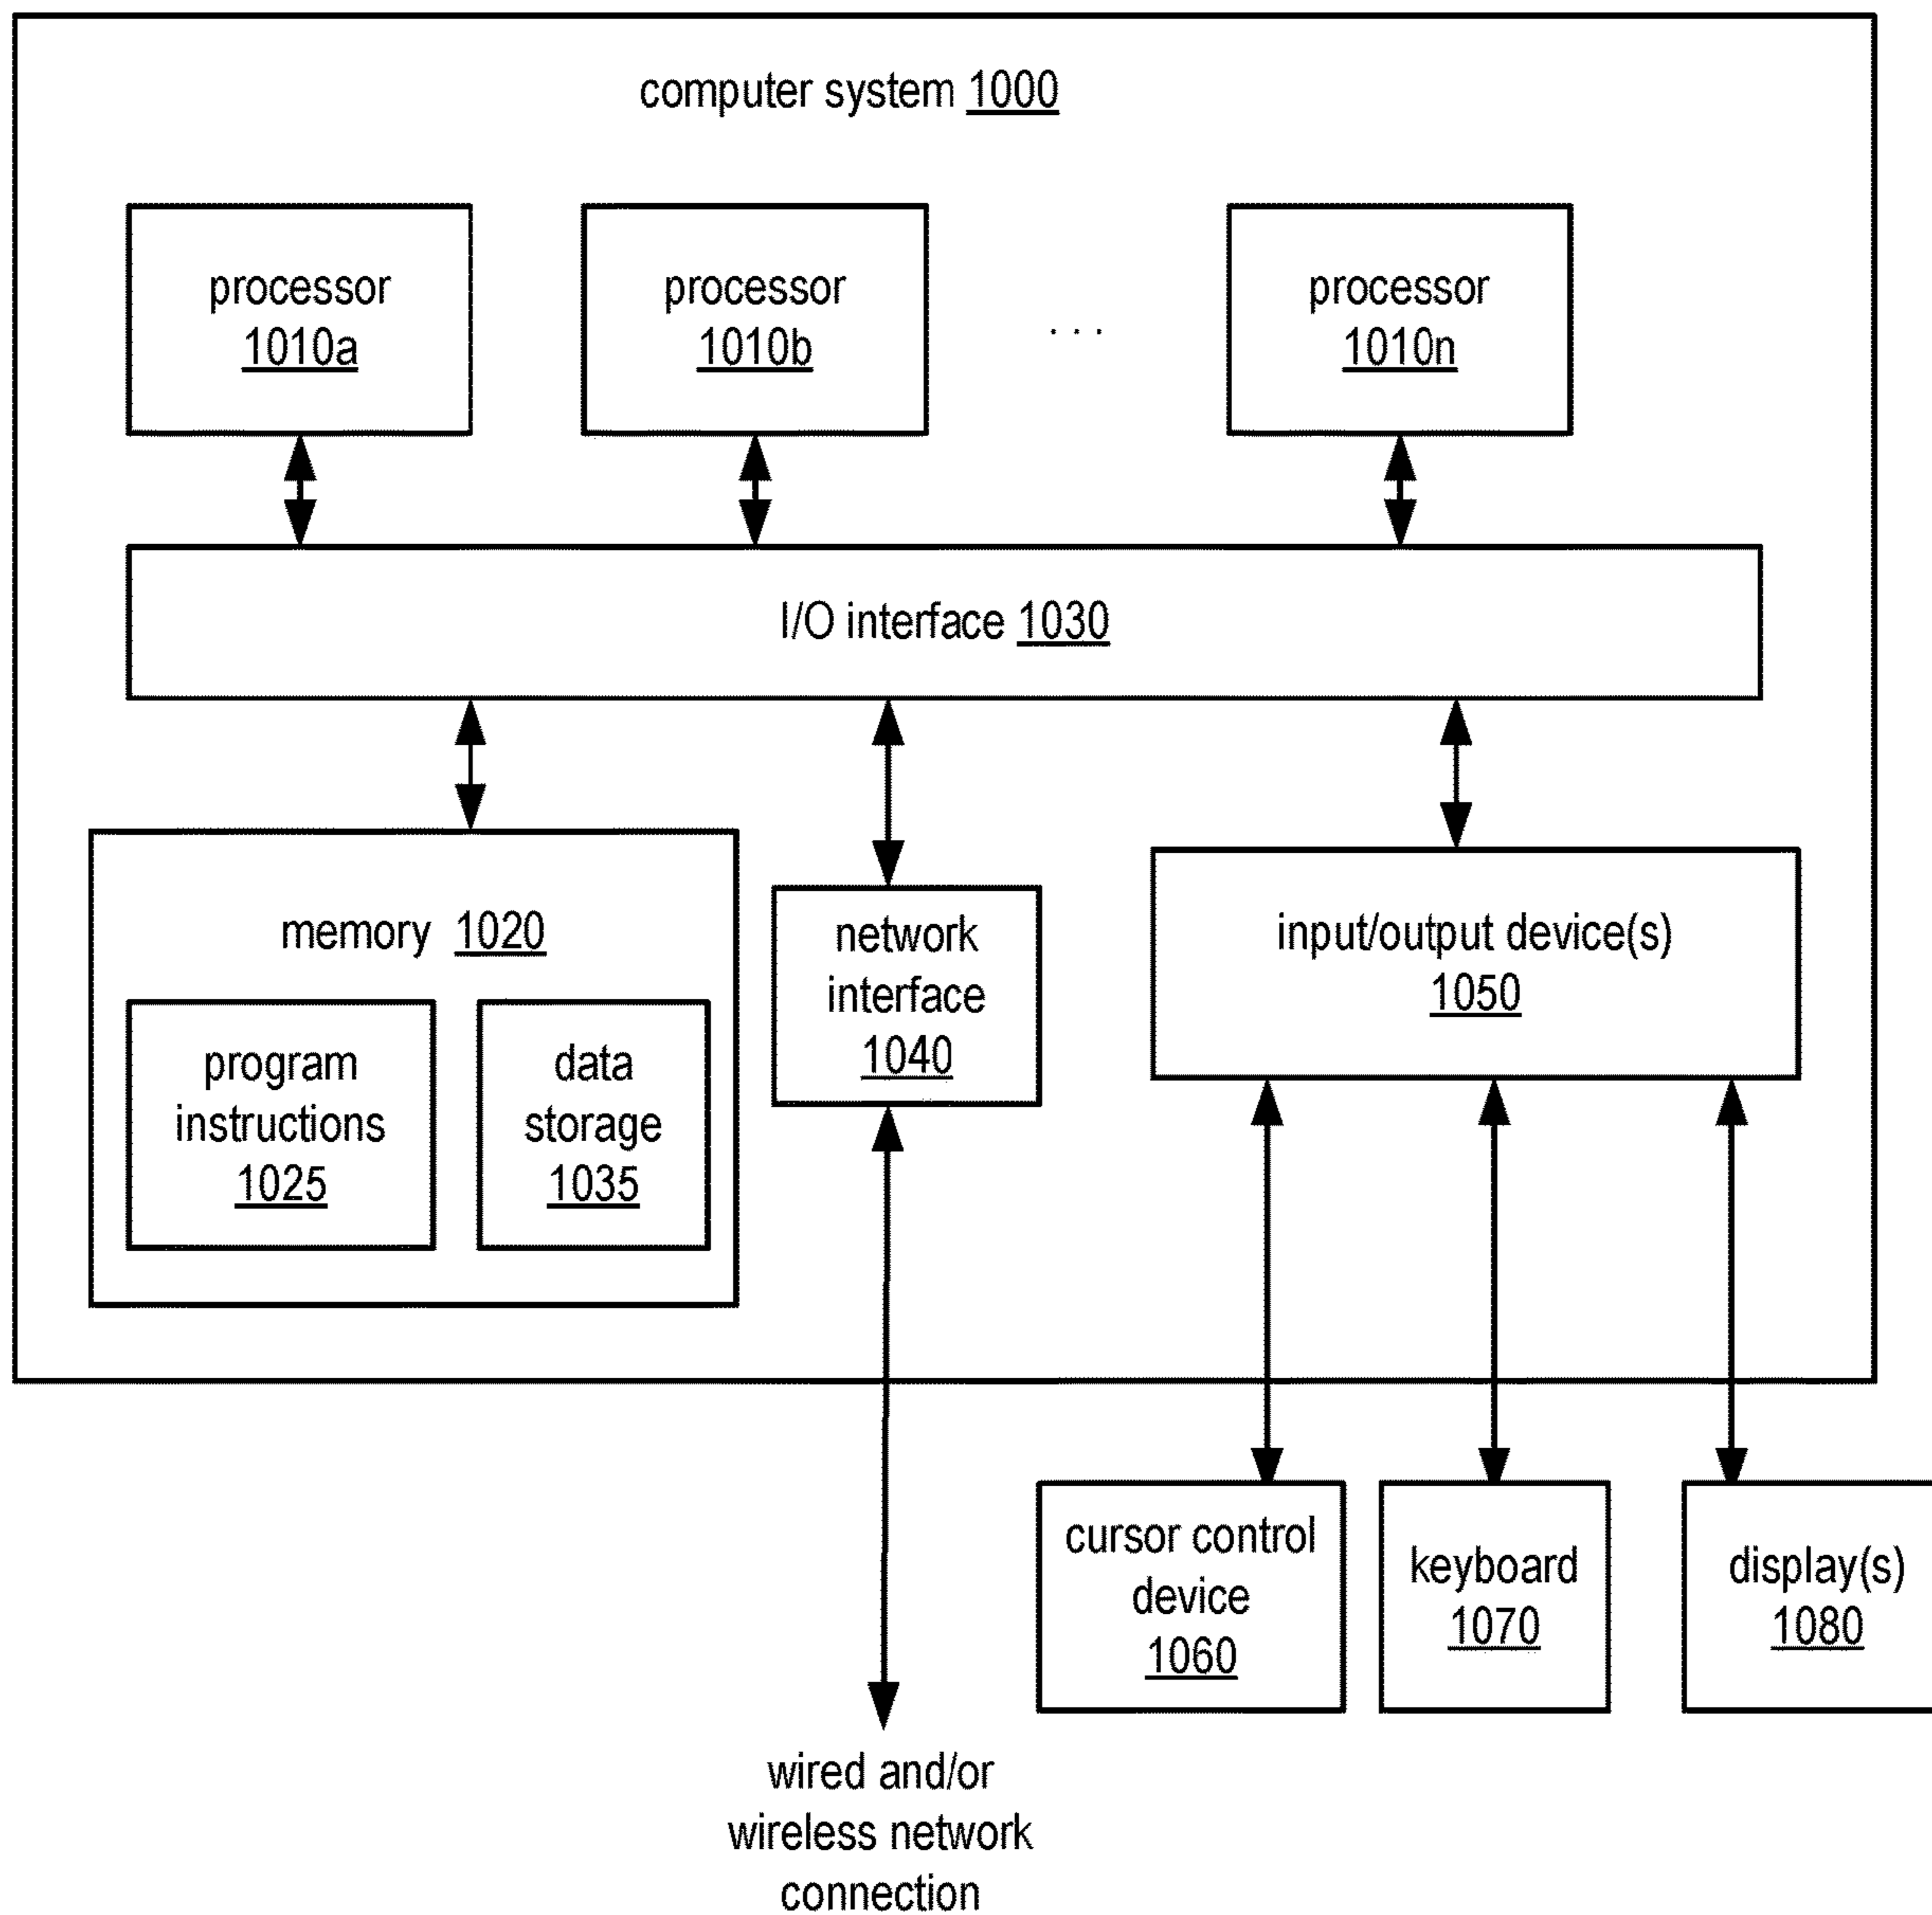 computer system 1000
processor
1010a
processor
1010b
. . .
processor
1010n
I/O interface 1030
memory 1020
program
instructions
1025
data
storage
1035
network
interface
1040
input/output device(s)
1050
cursor control
device
1060
keyboard
1070
display(s)
1080
wired and/or
wireless network
connection